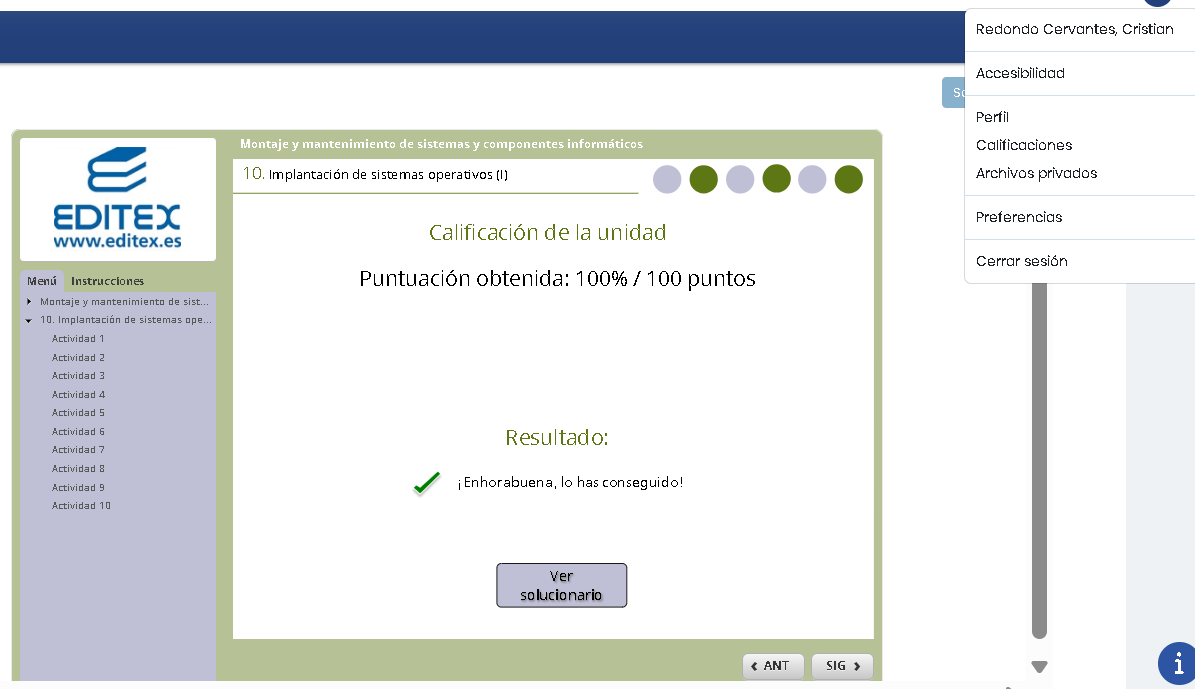 Redondo Cervantes, Cristian
Accesibilidad
Perfil
Calificaciones
Archivos privados
Preferencias
Cerrar sesión
EDITEX
www.editex.es
Menú Instrucciones
Montaje y mantenimiento de sist...
10. Implantación de sistemas ope...
Actividad 1
Actividad 2
Actividad 3
Actividad 4
Actividad 5
Actividad 6
Actividad 7
Actividad 8
Actividad 9
Actividad 10
Montaje y mantenimiento de sistemas y componentes informáticos
10. Implantación de sistemas operativos (I)
Calificación de la unidad
Puntuación obtenida: 100% / 100 puntos
Resultado:
¡Enhorabuena, lo has conseguido!
Ver
solucionario
ANT SIG
i